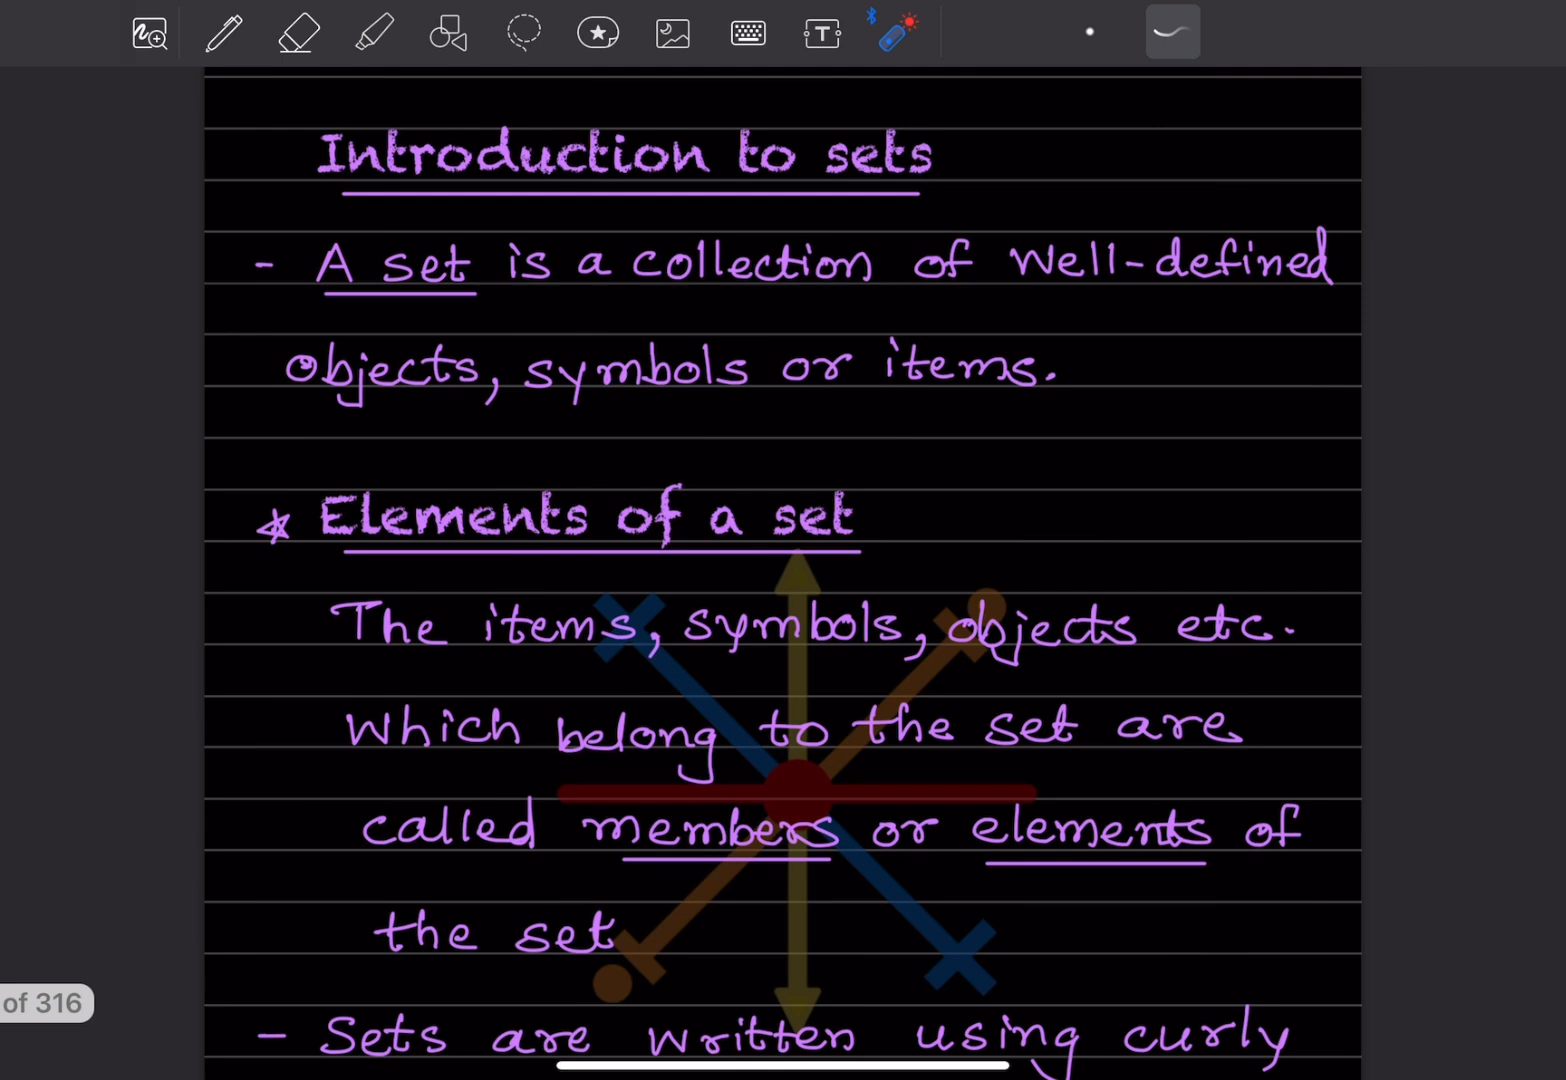 Introduction to sets
- A set is a collection of well-defined
objects, symbols or items.
* Elements of a set
The items, symbols, objects etc.
which belong to the set are
called members or elements of
the set
of 316
- Sets are written using curly